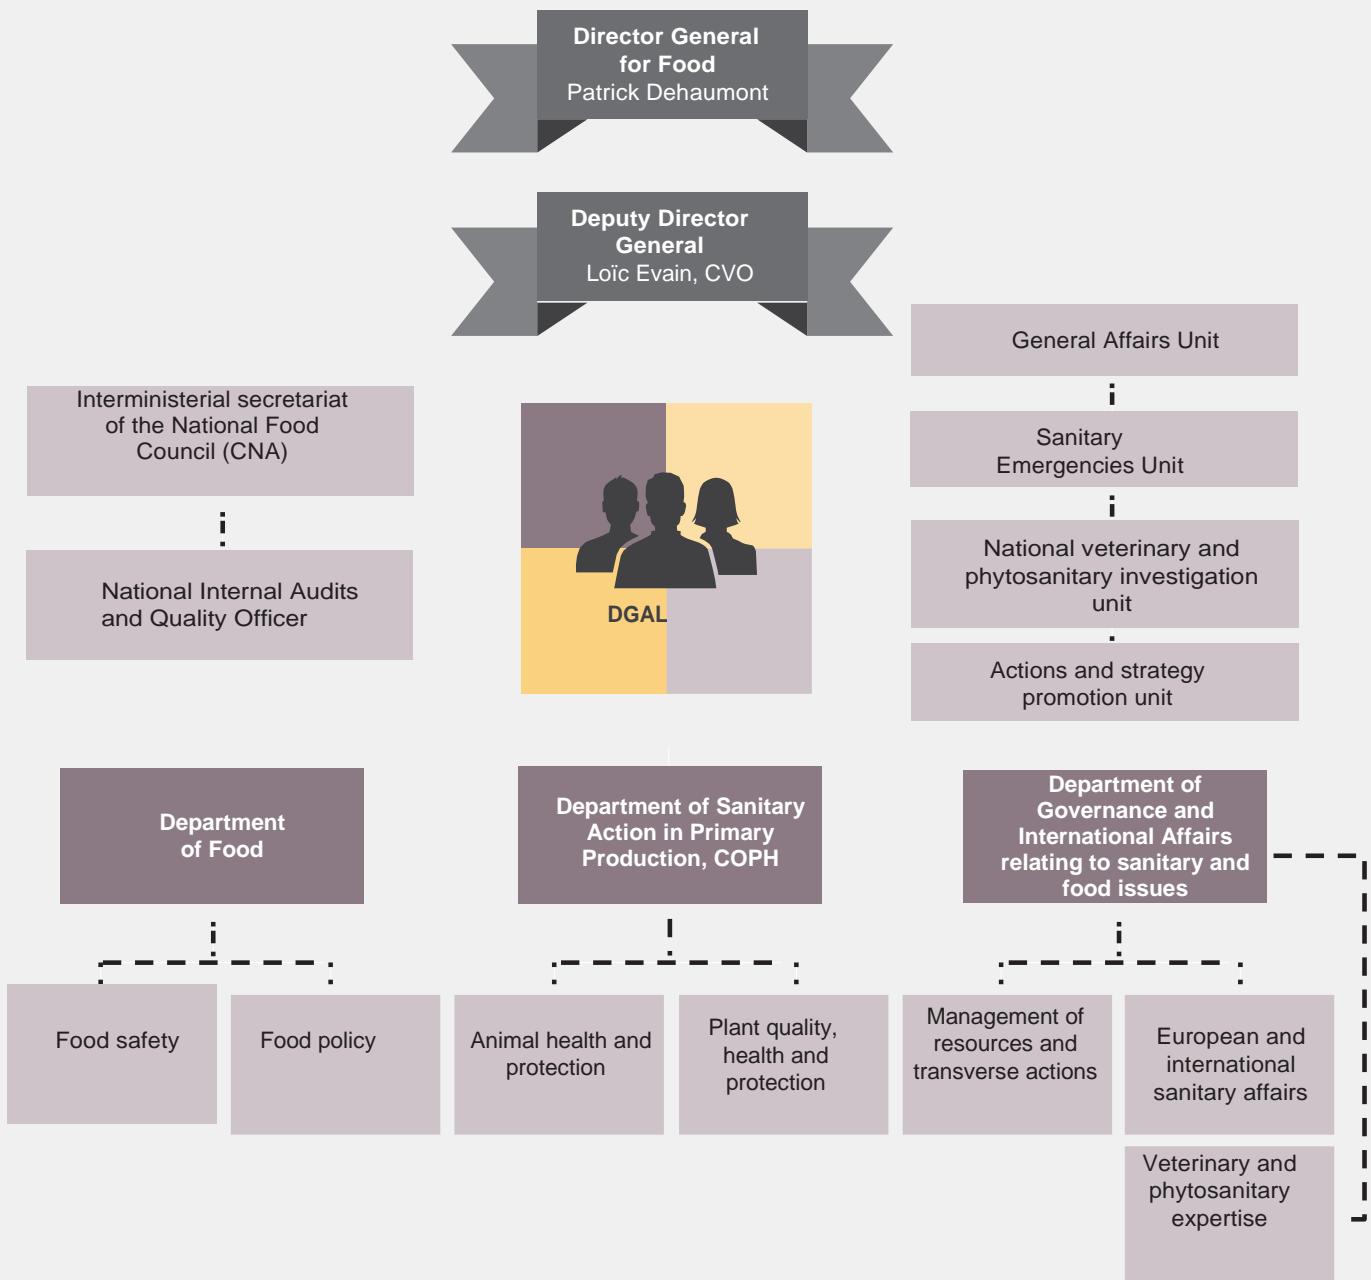 Director General
for Food
Patrick Dehaumont
Deputy Director
General
Loïc Evain, CVO
Interministerial secretariat
of the National Food
Council (CNA)
National Internal Audits
and Quality Officer
DGAL
General Affairs Unit
Sanitary
Emergencies Unit
National veterinary and
phytosanitary investigation
unit
Actions and strategy
promotion unit
Department
of Food
Department of Sanitary
Action in Primary
Production, COPH
Department of
Governance and
International Affairs
relating to sanitary and
food issues
Food safety
Food policy
Animal health and
protection
Plant quality,
health and
protection
Management of
resources and
transverse actions
European and
international
sanitary affairs
Veterinary and
phytosanitary
expertise